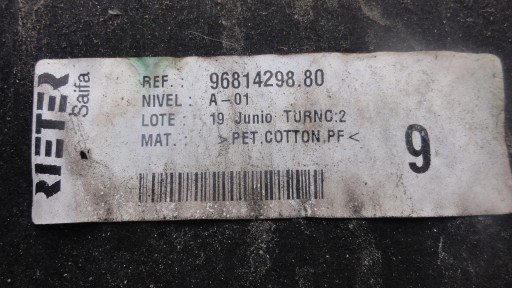 RIETER
Saifa
REF.: 96814298.80
NIVEL: A-01
LOTE: 19 Junio TURNO:2
MAT.: >PET,COTTON,PF<
9